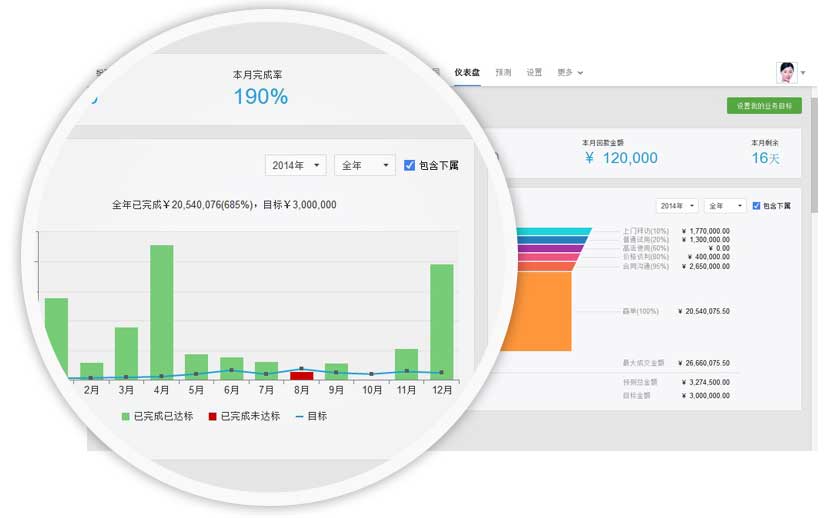 仪表盘 预测 设置 更多
设置我的业务目标
本月完成率
190%
本月回款金额
¥ 120,000
本月剩余
16天
2014年 全年 包含下属
全年已完成¥20,540,076(685%)，目标¥3,000,000
2月 3月 4月 5月 6月 7月 8月 9月 10月 11月 12月
已完成已达标 已完成未达标 目标
2014年 全年 包含下属
上门拜访(10%) ¥ 1,770,000.00
普通试用(20%) ¥ 1,300,000.00
(60%) ¥ 0.00
价格谈判(80%) ¥ 400,000.00
合同沟通(95%) ¥ 2,650,000.00
赢单(100%) ¥ 20,540,075.50
最大成交金额 ¥ 26,660,075.50
预测总金额 ¥ 3,274,500.00
目标金额 ¥ 3,000,000.00